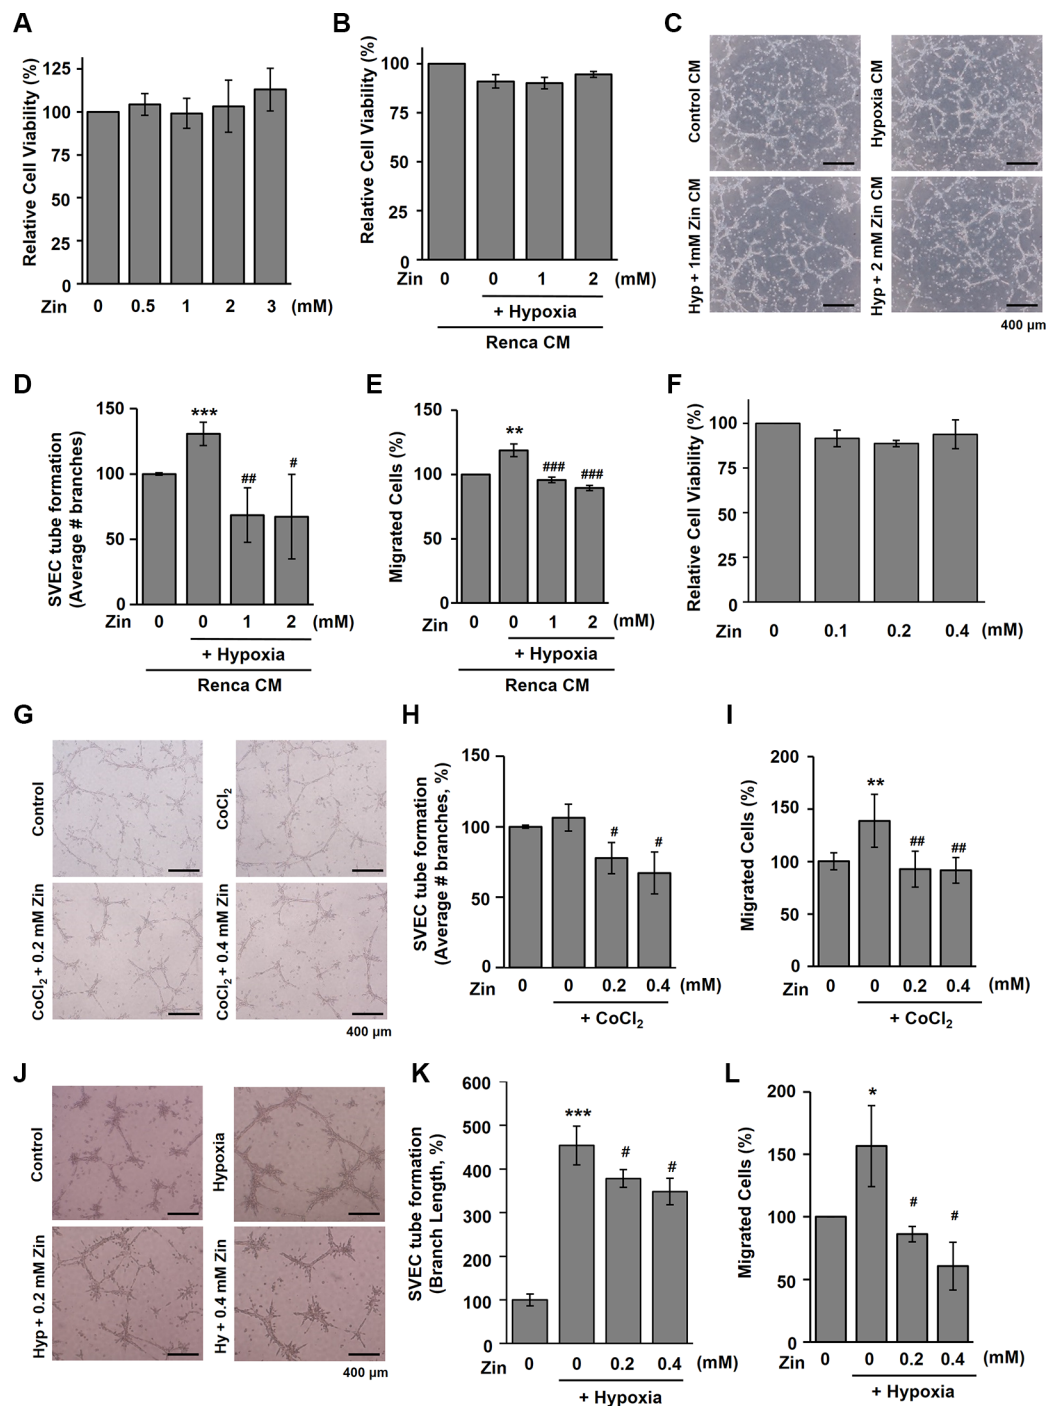 A
Relative Cell Viability (%)
125
100
75
50
25
0
Zin 0 0.5 1 2 3 (mM)
B
Relative Cell Viability (%)
100
75
50
25
0
Zin 0 0 1 2 (mM)
+ Hypoxia
Renca CM
C
Control CM
Hypoxia CM
Hyp + 1mM Zin CM
Hyp + 2 mM Zin CM
400 µm
D
SVEC tube formation
(Average # branches)
150
100
50
0
***
##
#
Zin 0 0 1 2 (mM)
+ Hypoxia
Renca CM
E
Migrated Cells (%)
150
100
50
0
**
###
###
Zin 0 0 1 2 (mM)
+ Hypoxia
Renca CM
F
Relative Cell Viability (%)
100
75
50
25
0
Zin 0 0.1 0.2 0.4 (mM)
G
Control
CoCl₂
CoCl₂ + 0.2 mM Zin
CoCl₂ + 0.4 mM Zin
400 µm
H
SVEC tube formation
(Average # branches, %)
150
100
50
0
#
#
Zin 0 0 0.2 0.4 (mM)
+ CoCl₂
I
Migrated Cells (%)
200
150
100
50
0
**
##
##
Zin 0 0 0.2 0.4 (mM)
+ CoCl₂
J
Control
Hypoxia
Hyp + 0.2 mM Zin
Hy + 0.4 mM Zin
400 µm
K
SVEC tube formation
(Branch Length, %)
600
500
400
300
200
100
0
***
#
#
Zin 0 0 0.2 0.4 (mM)
+ Hypoxia
L
Migrated Cells (%)
200
150
100
50
0
*
#
#
Zin 0 0 0.2 0.4 (mM)
+ Hypoxia